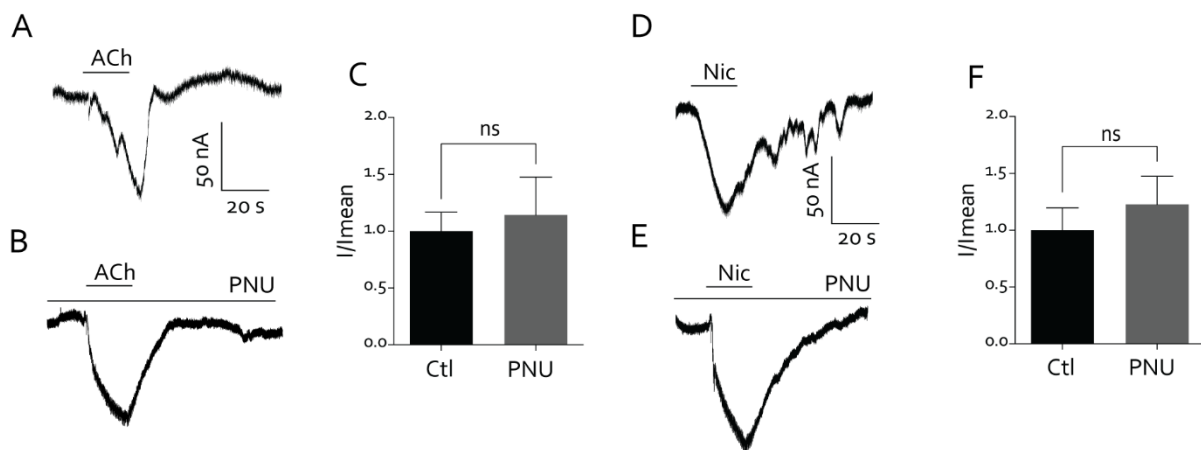 A
ACh
50 nA
20 s
B
ACh
PNU
C
2.0
1.5
1.0
0.5
0.0
I/Imean
ns
Ctl
PNU
D
Nic
50 nA
20 s
E
Nic
PNU
F
2.0
1.5
1.0
0.5
0.0
I/Imean
ns
Ctl
PNU